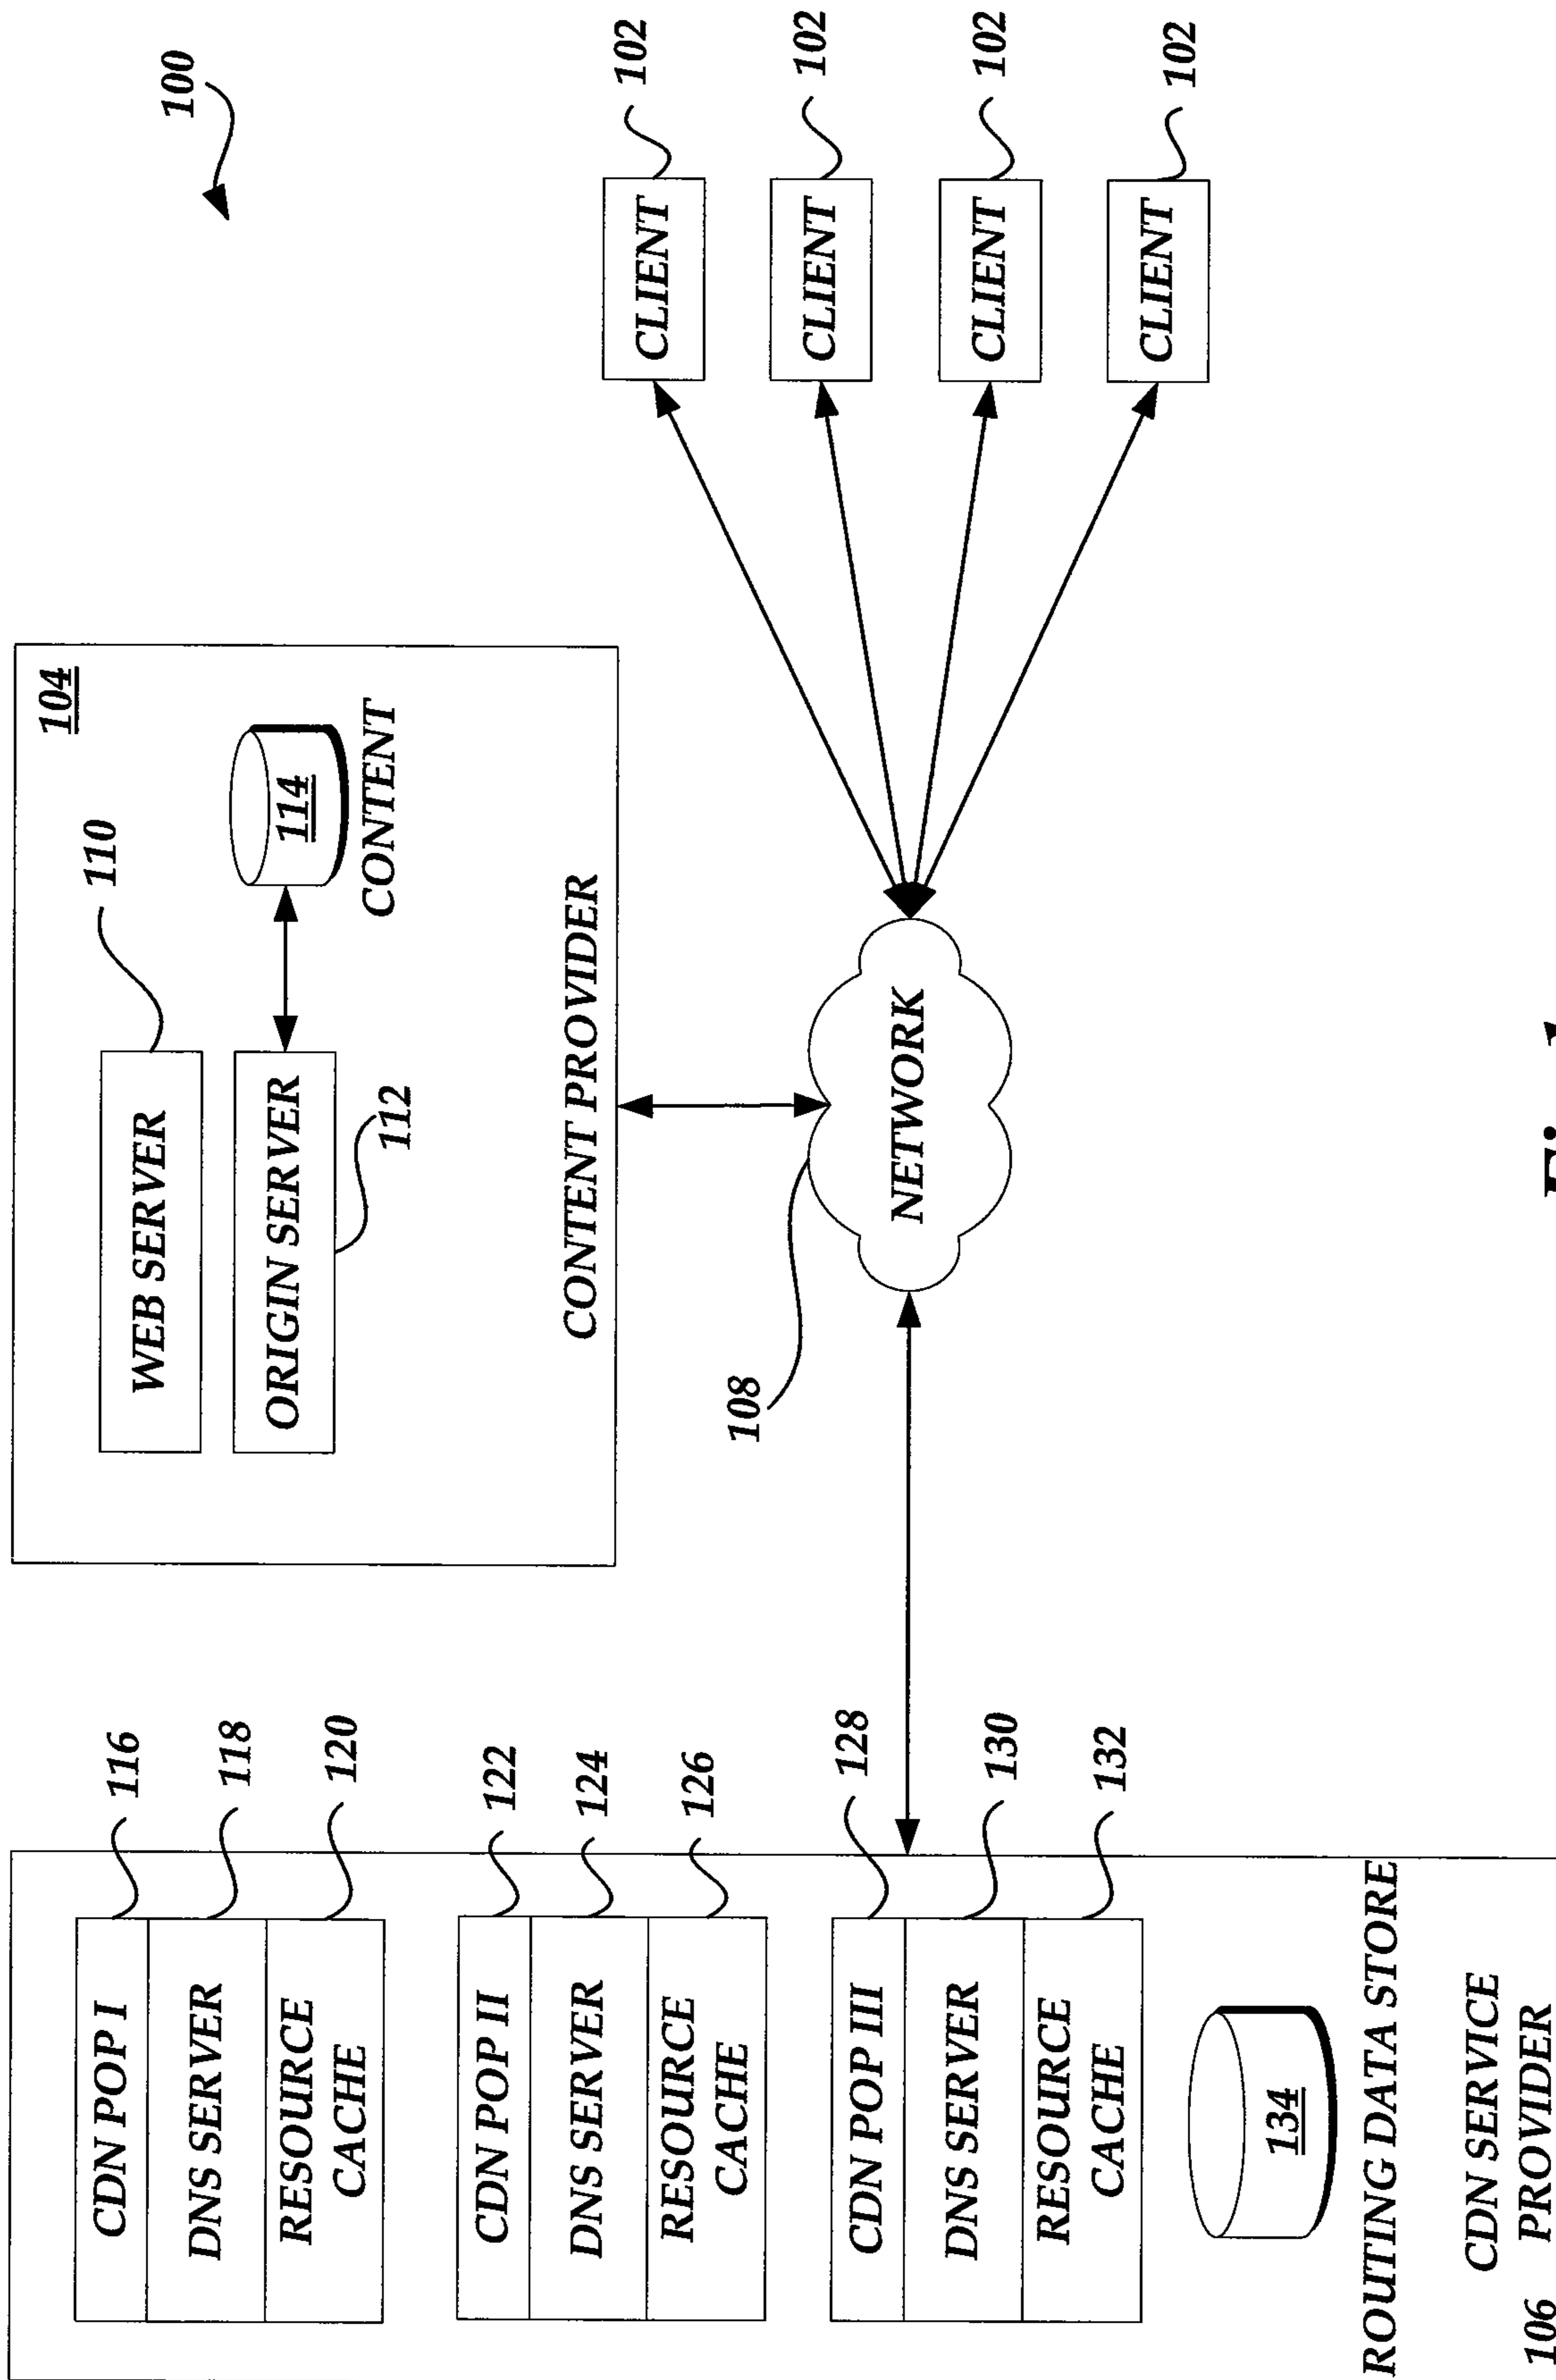 100
CDN POP I
116
DNS SERVER
118
RESOURCE
CACHE
120
CDN POP II
122
DNS SERVER
124
RESOURCE
CACHE
126
CDN POP III
128
DNS SERVER
130
RESOURCE
CACHE
132
134
ROUTING DATA STORE
CDN SERVICE
PROVIDER
106
104
WEB SERVER
110
ORIGIN SERVER
112
114
CONTENT
CONTENT PROVIDER
108
NETWORK
CLIENT
102
CLIENT
102
CLIENT
102
CLIENT
102